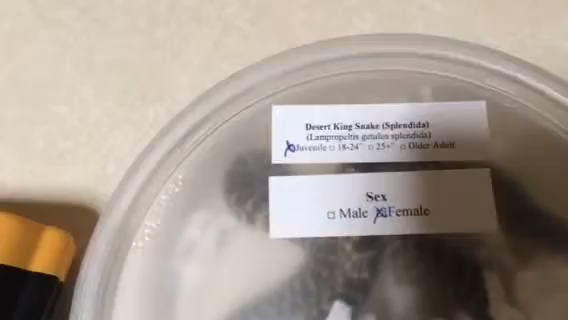 Desert King Snake (Splendida)
(Lampropeltis getulus splendida)
Juvenile □ 18-24" □ 25+" □ Older Adult
Sex
□ Male ☒ Female